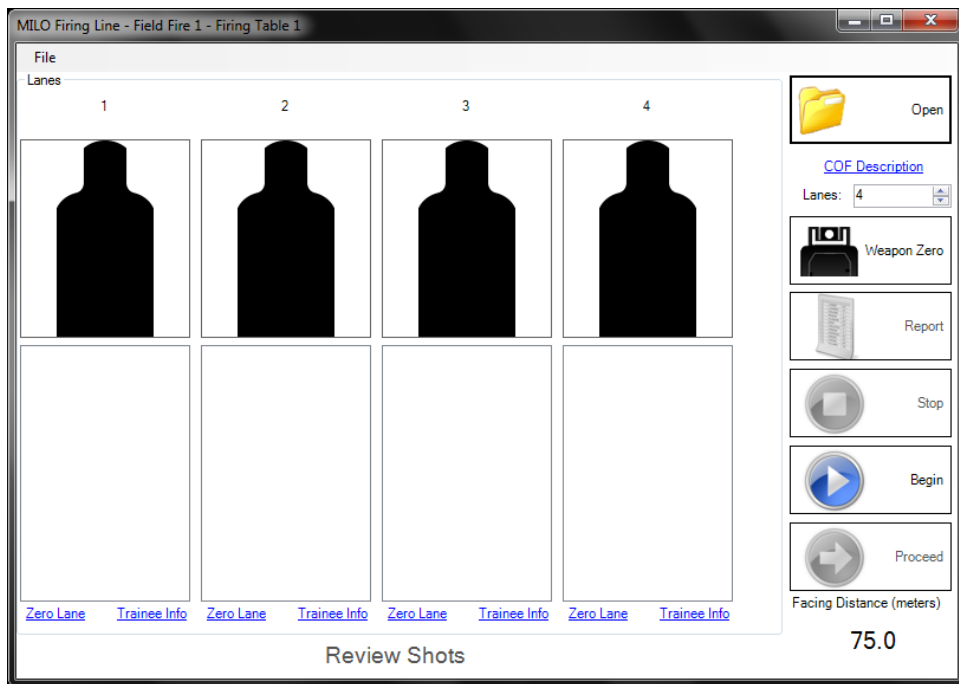 MILO Firing Line - Field Fire 1 - Firing Table 1
File
Lanes
1 2 3 4
Zero Lane Trainee Info Zero Lane Trainee Info Zero Lane Trainee Info Zero Lane Trainee Info
Review Shots
Open
COF Description
Lanes: 4
Weapon Zero
Report
Stop
Begin
Proceed
Facing Distance (meters)
75.0